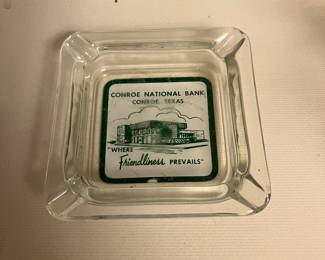 CONROE NATIONAL BANK
CONROE, TEXAS
"WHERE
Friendliness PREVAILS"